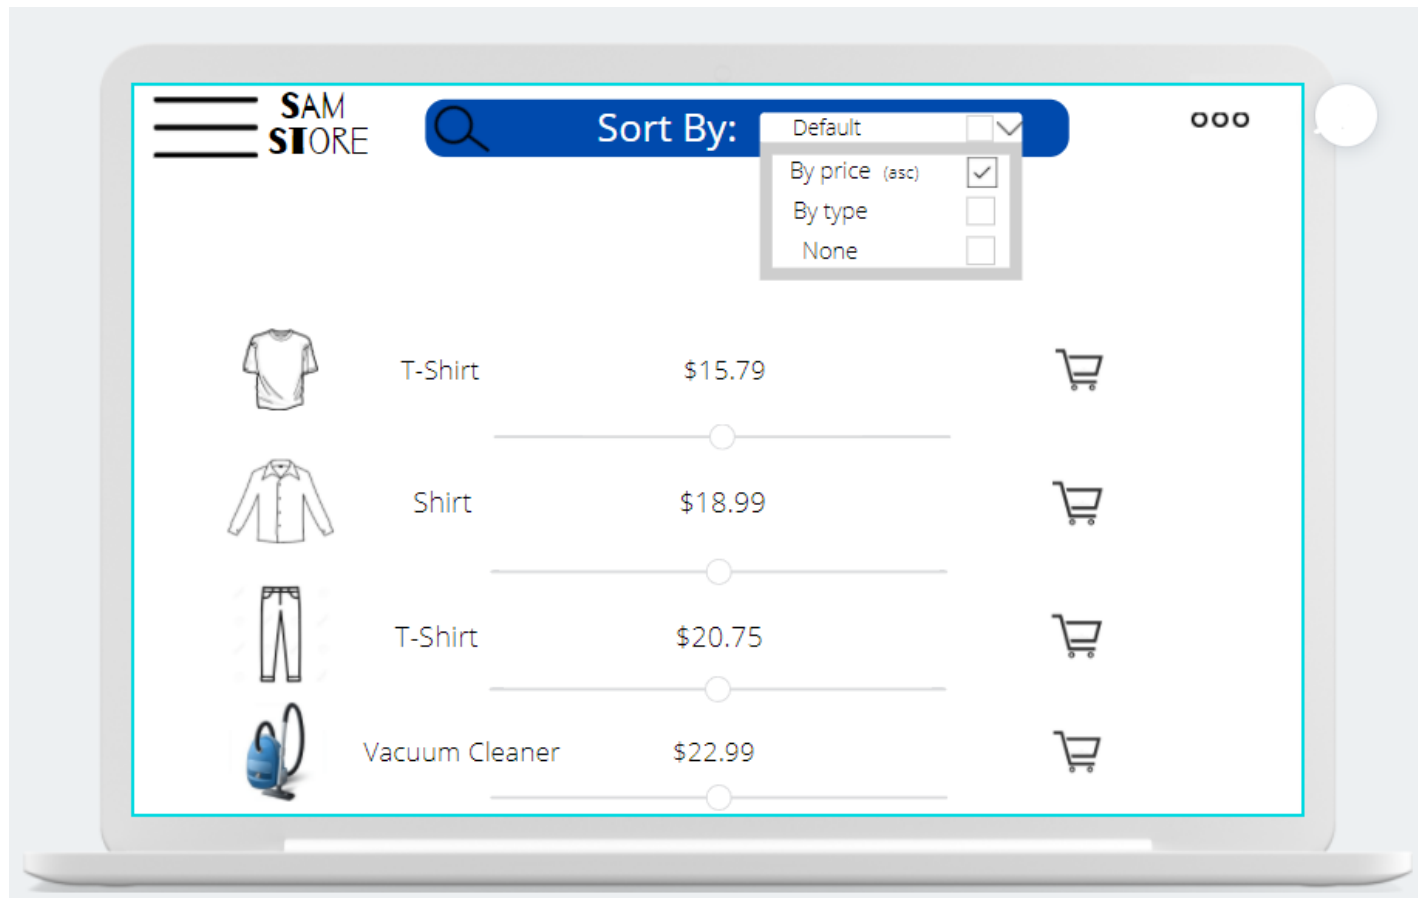 SAM
STORE
Sort By:
Default
By price (asc)
By type
None
T-Shirt $15.79
Shirt $18.99
T-Shirt $20.75
Vacuum Cleaner $22.99